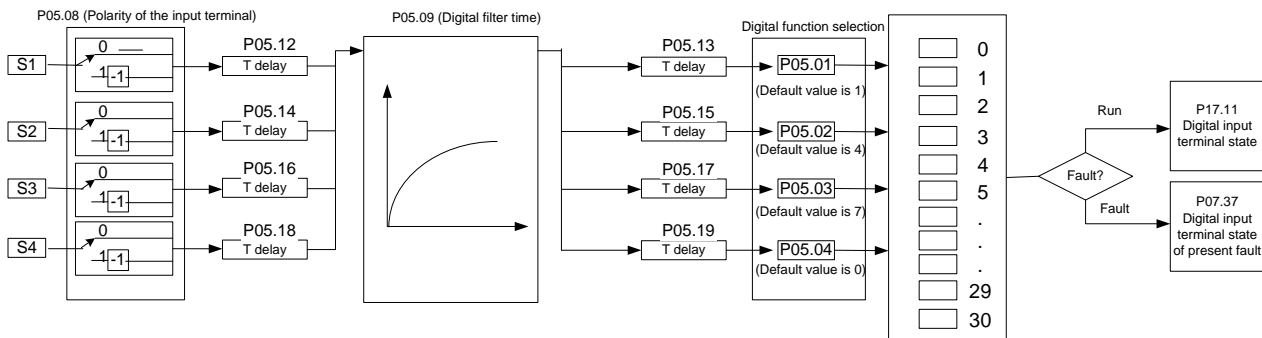 P05.08 (Polarity of the input terminal)
P05.09 (Digital filter time)
Digital function selection
S1
0
1
-1
P05.12
T delay
P05.13
T delay
P05.01
(Default value is 1)
S2
0
1
-1
P05.14
T delay
P05.15
T delay
P05.02
(Default value is 4)
S3
0
1
-1
P05.16
T delay
P05.17
T delay
P05.03
(Default value is 7)
S4
0
1
-1
P05.18
T delay
P05.19
T delay
P05.04
(Default value is 0)
0
1
2
3
4
5
.
.
.
29
30
Fault?
Run
Fault
P17.11
Digital input
terminal state
P07.37
Digital input
terminal state
of present fault